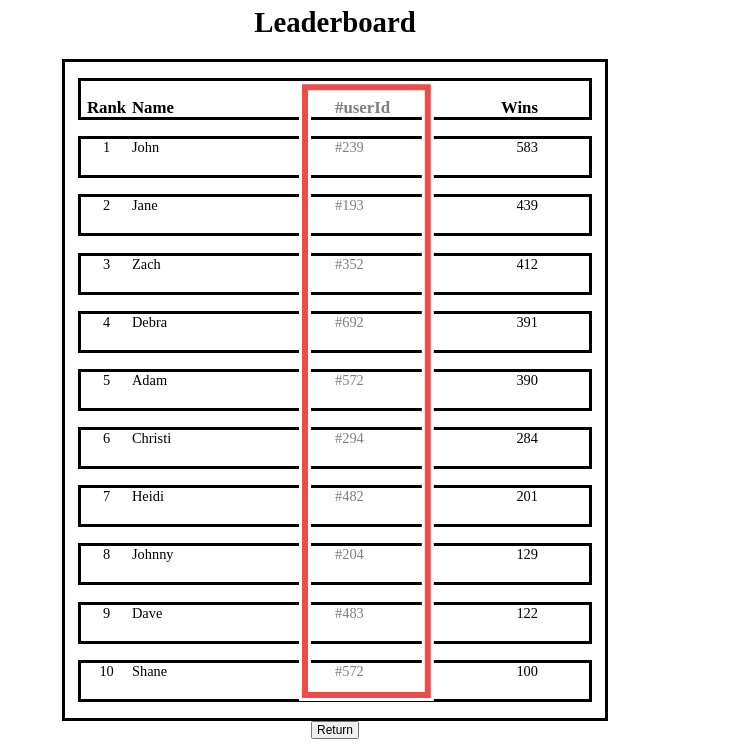 Leaderboard
Rank Name #userId Wins
1 John #239 583
2 Jane #193 439
3 Zach #352 412
4 Debra #692 391
5 Adam #572 390
6 Christi #294 284
7 Heidi #482 201
8 Johnny #204 129
9 Dave #483 122
10 Shane #572 100
Return